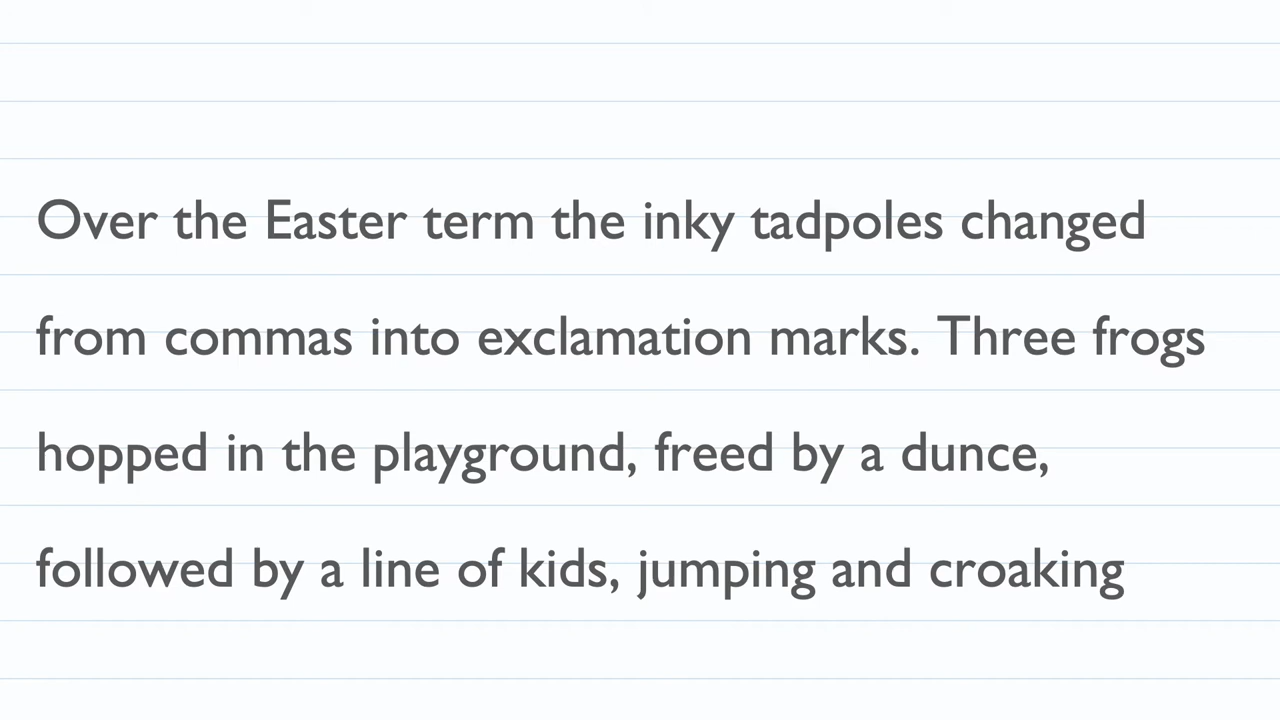 Over the Easter term the inky tadpoles changed
from commas into exclamation marks. Three frogs
hopped in the playground, freed by a dunce,
followed by a line of kids, jumping and croaking